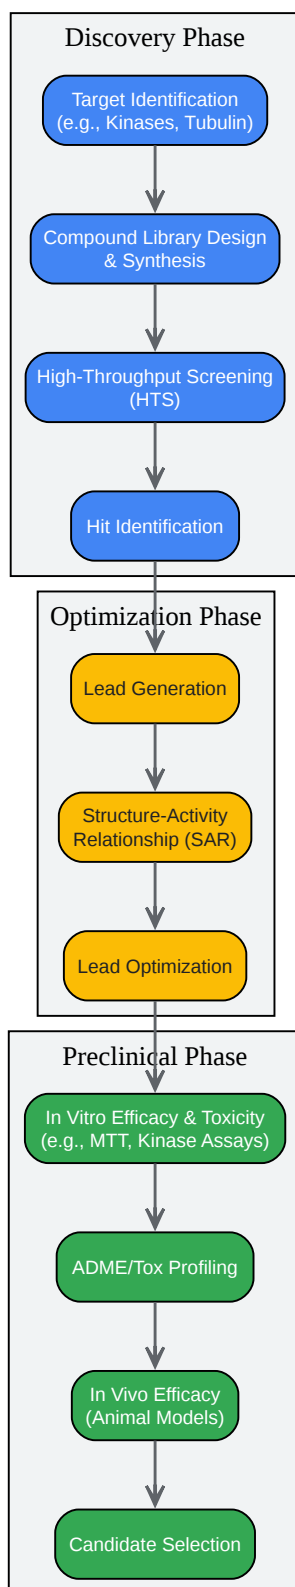 Discovery Phase
Target Identification
(e.g., Kinases, Tubulin)
Compound Library Design
& Synthesis
High-Throughput Screening
(HTS)
Hit Identification
Optimization Phase
Lead Generation
Structure-Activity
Relationship (SAR)
Lead Optimization
Preclinical Phase
In Vitro Efficacy & Toxicity
(e.g., MTT, Kinase Assays)
ADME/Tox Profiling
In Vivo Efficacy
(Animal Models)
Candidate Selection